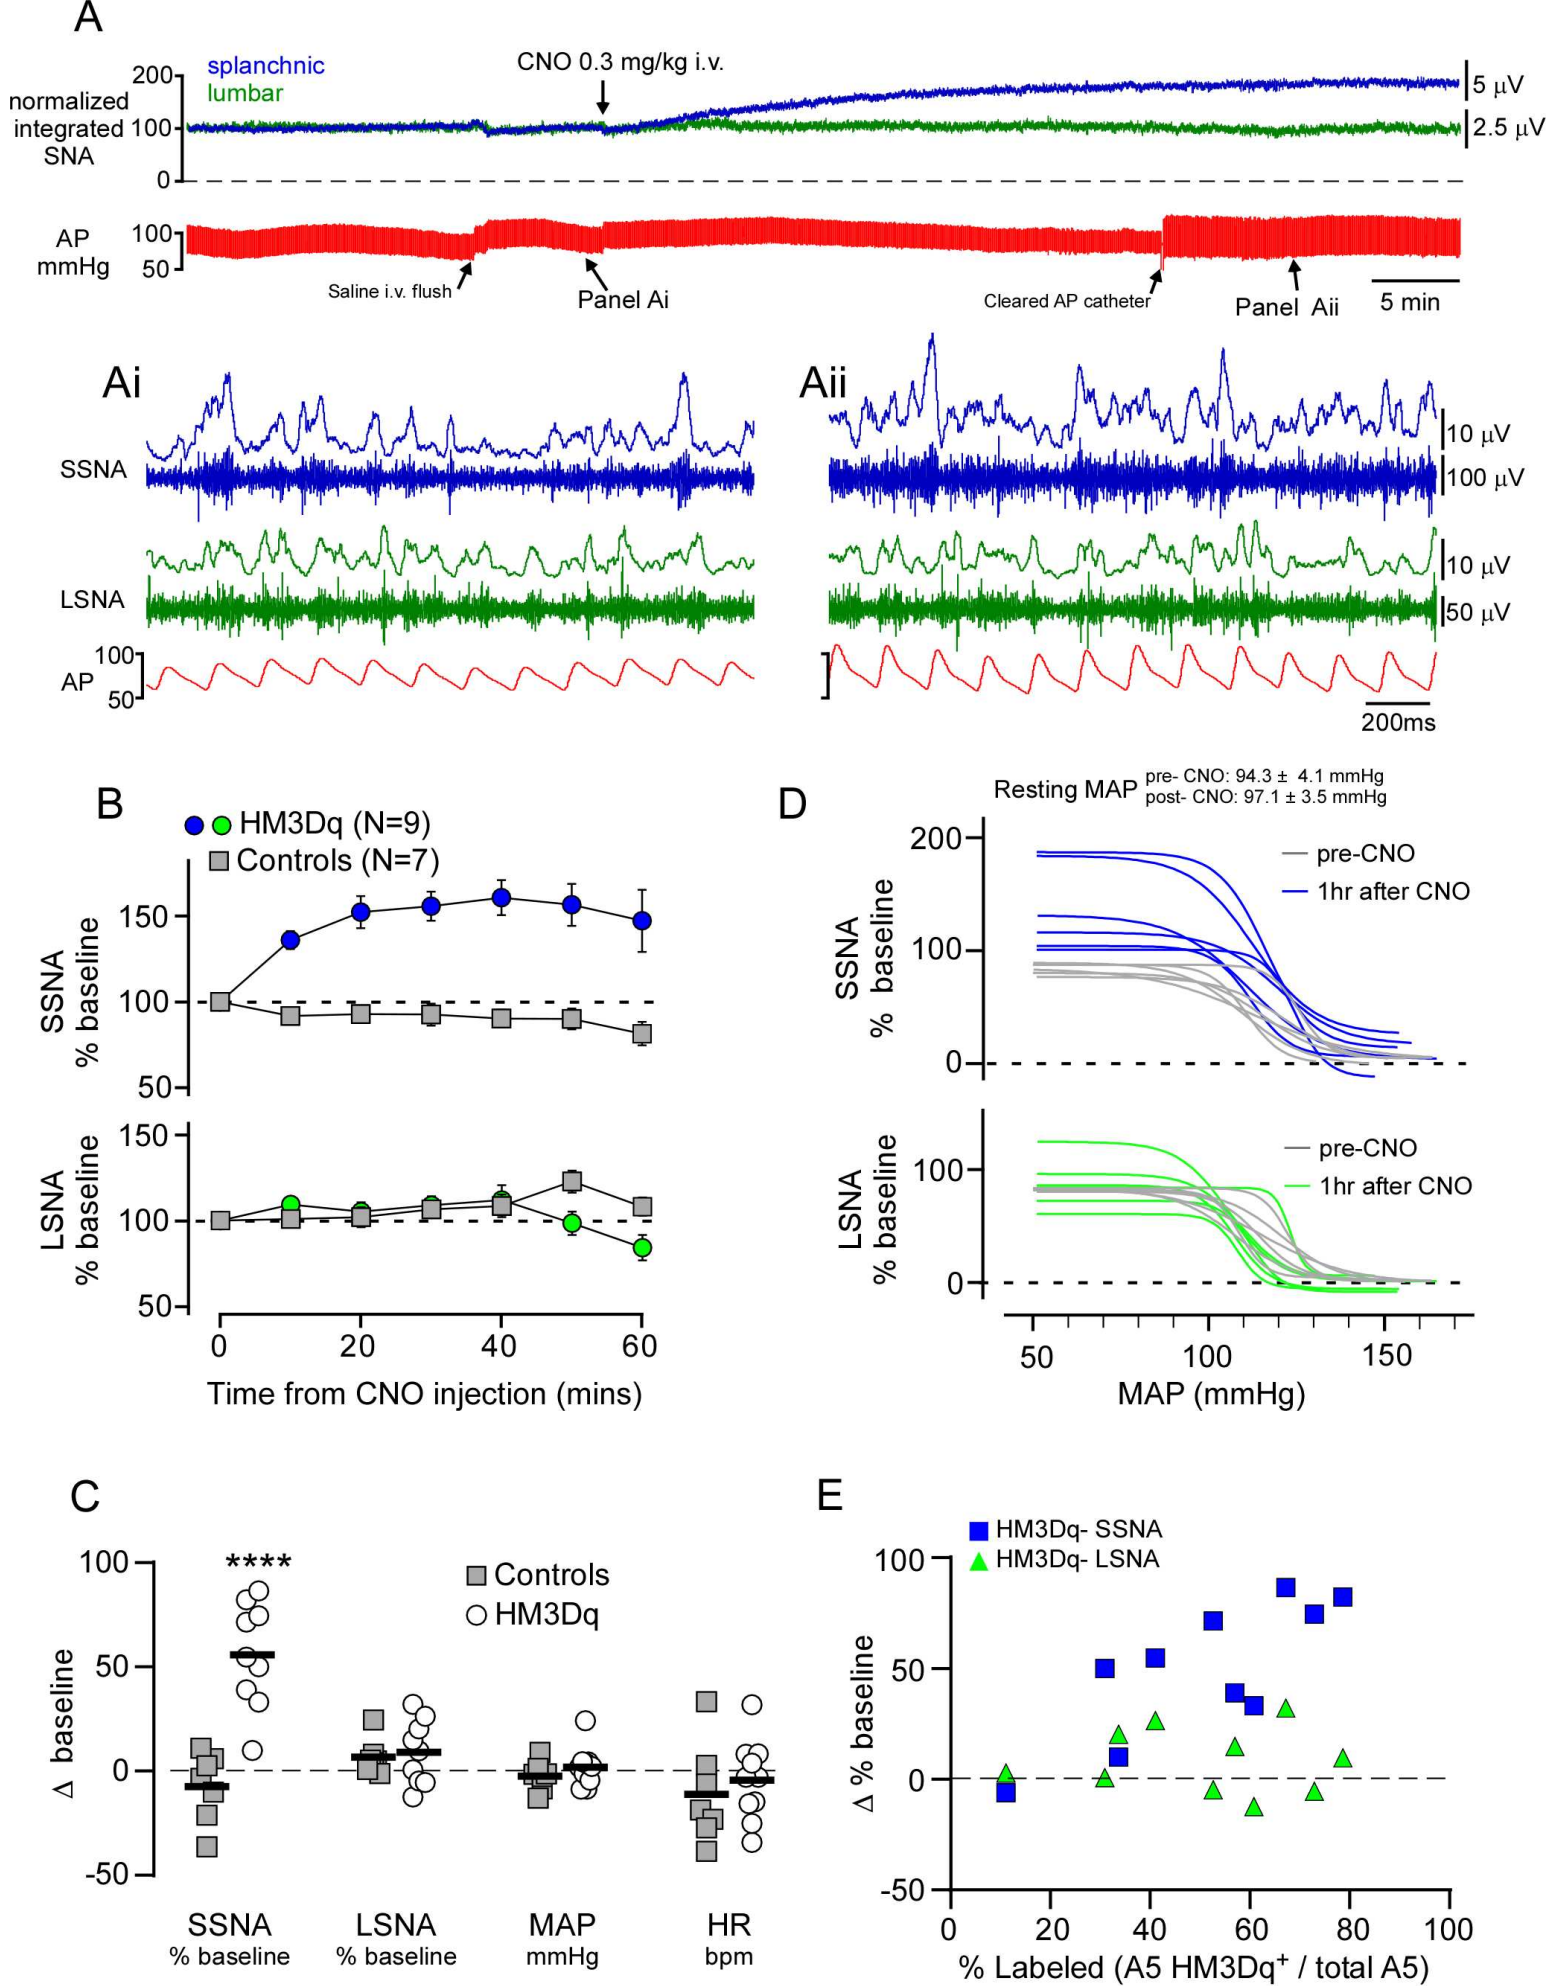 A
splanchnic
lumbar
CNO 0.3 mg/kg i.v.
normalized
integrated
SNA
200
100
0
5 μV
2.5 μV
AP
mmHg
100
50
Saline i.v. flush
Panel Ai
Cleared AP catheter
Panel Aii
5 min
Ai
Aii
SSNA
10 μV
100 μV
LSNA
10 μV
50 μV
AP
100
50
200ms
B
HM3Dq (N=9)
Controls (N=7)
SSNA
% baseline
150
100
50
LSNA
% baseline
150
100
50
0 20 40 60
Time from CNO injection (mins)
D
Resting MAP
pre- CNO: 94.3 ± 4.1 mmHg
post- CNO: 97.1 ± 3.5 mmHg
SSNA
% baseline
200
100
0
pre-CNO
1hr after CNO
LSNA
% baseline
100
0
pre-CNO
1hr after CNO
50 100 150
MAP (mmHg)
C
Δ baseline
100
50
0
-50
****
Controls
HM3Dq
SSNA LSNA MAP HR
% baseline % baseline mmHg bpm
E
HM3Dq- SSNA
HM3Dq- LSNA
Δ % baseline
100
50
0
-50
0 20 40 60 80 100
% Labeled (A5 HM3Dq⁺ / total A5)